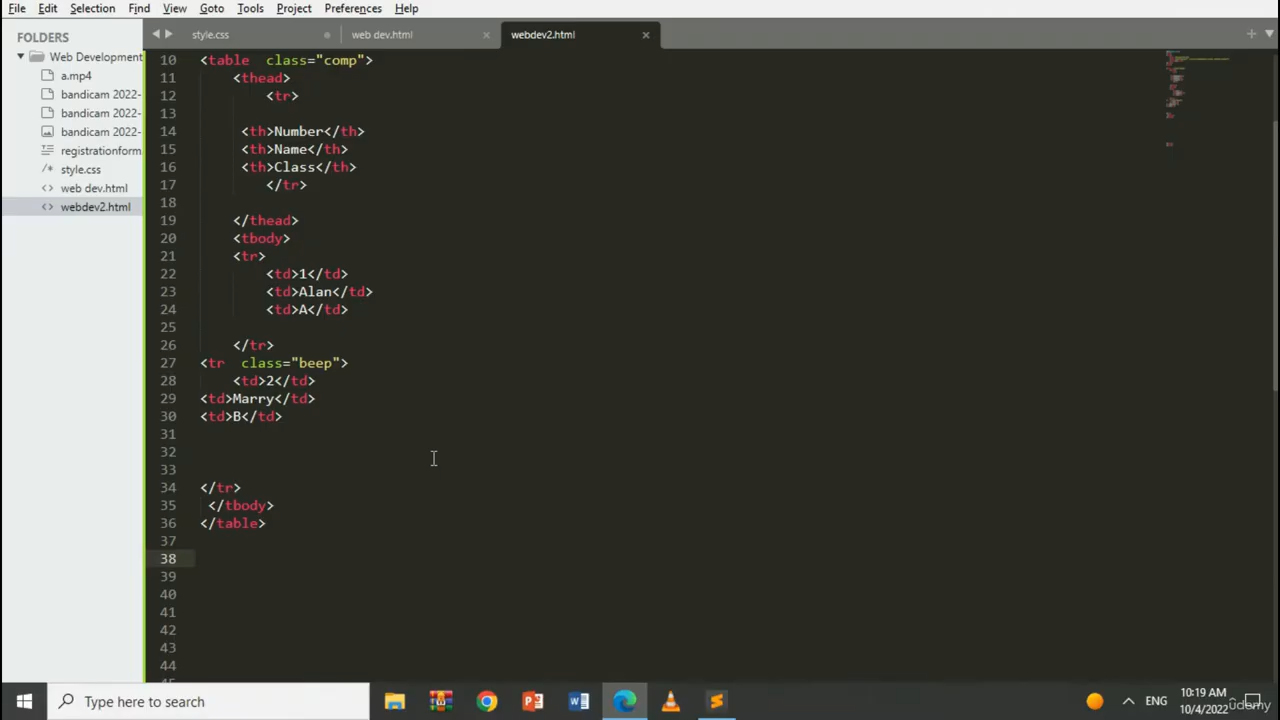 File Edit Selection Find View Goto Tools Project Preferences Help
FOLDERS
Web Development
a.mp4
bandicam 2022-
bandicam 2022-
bandicam 2022-
registrationform
style.css
web dev.html
webdev2.html
style.css
web dev.html
webdev2.html
10 <table  class="comp">
11 <thead>
12 <tr>
13
14 <th>Number</th>
15 <th>Name</th>
16 <th>Class</th>
17 </tr>
18
19 </thead>
20 <tbody>
21 <tr>
22 <td>1</td>
23 <td>Alan</td>
24 <td>A</td>
25
26 </tr>
27 <tr  class="beep">
28 <td>2</td>
29 <td>Marry</td>
30 <td>B</td>
31
32
33
34 </tr>
35 </tbody>
36 </table>
37
38
39
40
41
42
43
44
Type here to search
ENG
10:19 AM
10/4/2022
udemy